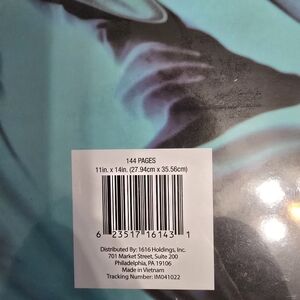 144 PAGES
11in. x 14in. (27.94cm x 35.56cm)
6 23517 16143 1
Distributed By: 1616 Holdings, Inc.
701 Market Street, Suite 200
Philadelphia, PA 19106
Made in Vietnam
Tracking Number: IM041022